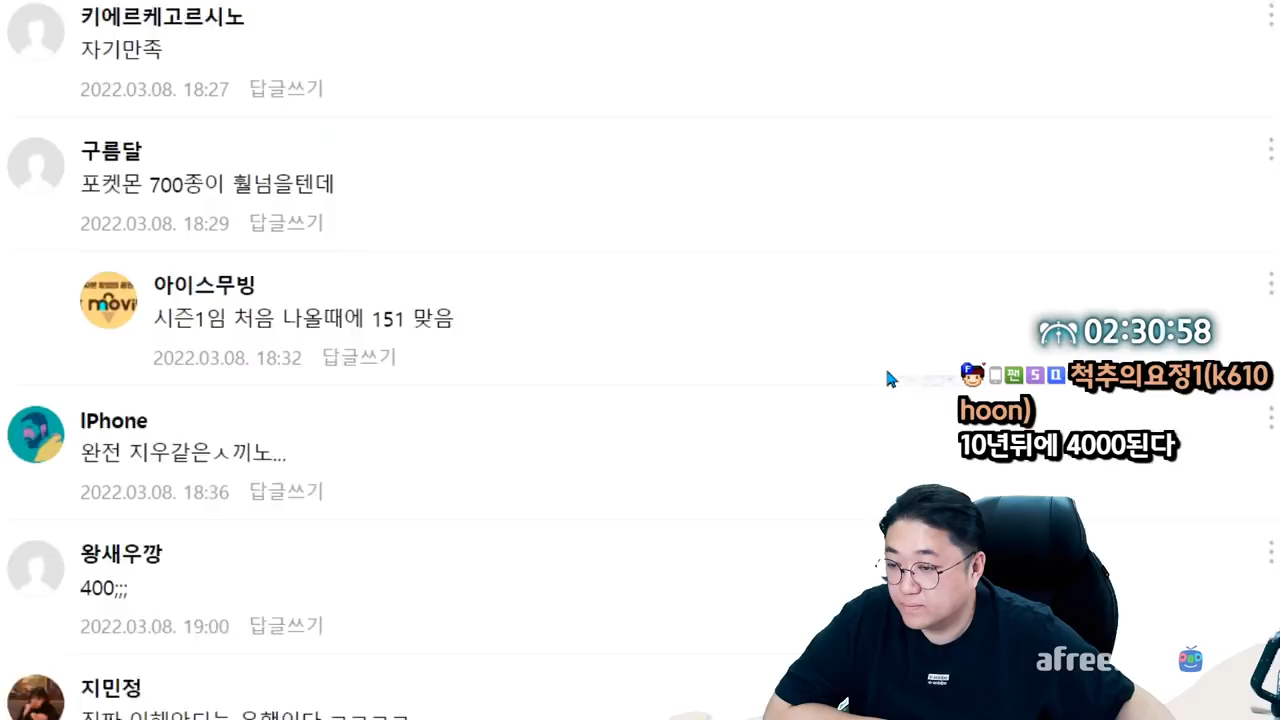 키에르케고르시노
자기만족
2022.03.08. 18:27 답글쓰기
구름달
포켓몬 700종이 훨넘을텐데
2022.03.08. 18:29 답글쓰기
movi
아이스무빙
시즌1임 처음 나올때에 151 맞음
2022.03.08. 18:32 답글쓰기
02:30:58
팬 5 척추의요정1(k610
hoon)
10년뒤에 4000된다
IPhone
완전 지우같은ㅅ끼노...
2022.03.08. 18:36 답글쓰기
왕새우깡
400;;;
2022.03.08. 19:00 답글쓰기
afree
지민정